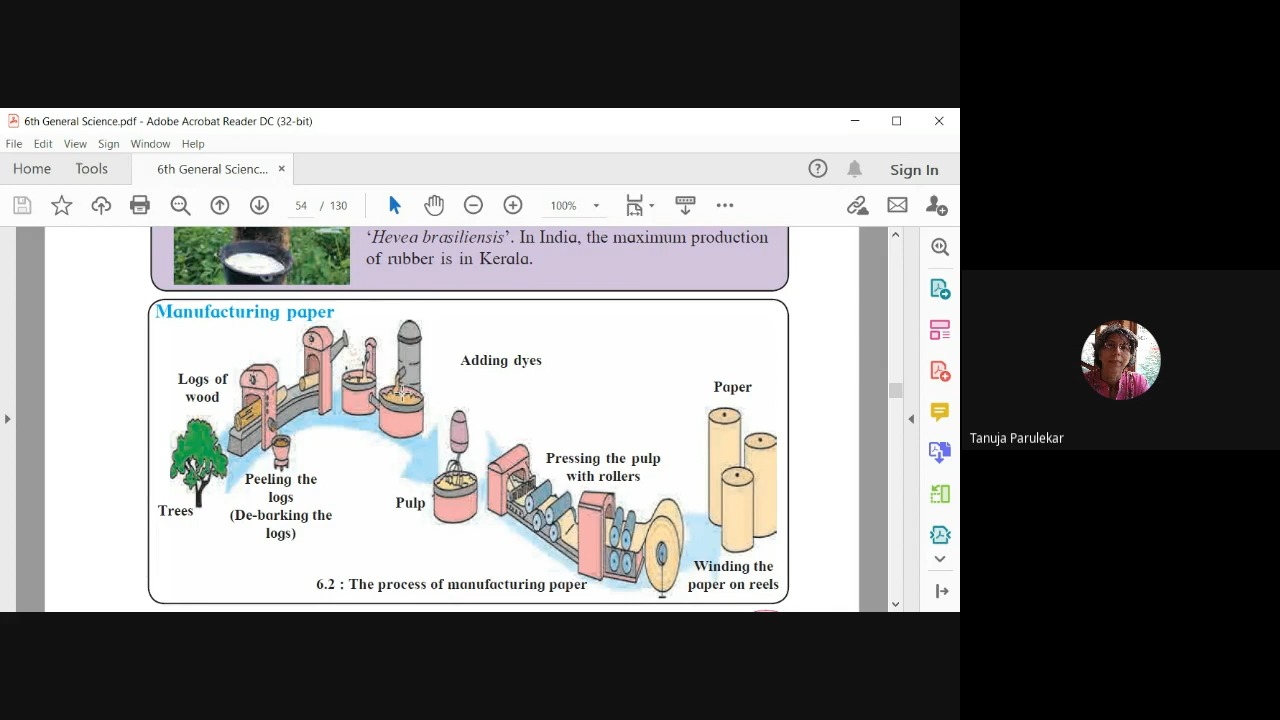 6th General Science.pdf - Adobe Acrobat Reader DC (32-bit)
File Edit View Sign Window Help
Home Tools 6th General Scienc... × Sign In
54 / 130 100%
‘Hevea brasiliensis’. In India, the maximum production
of rubber is in Kerala.
Manufacturing paper
Logs of
wood
Adding dyes
Paper
Trees
Peeling the
logs
(De-barking the
logs)
Pulp
Pressing the pulp
with rollers
Winding the
paper on reels
6.2 : The process of manufacturing paper
Tanuja Parulekar